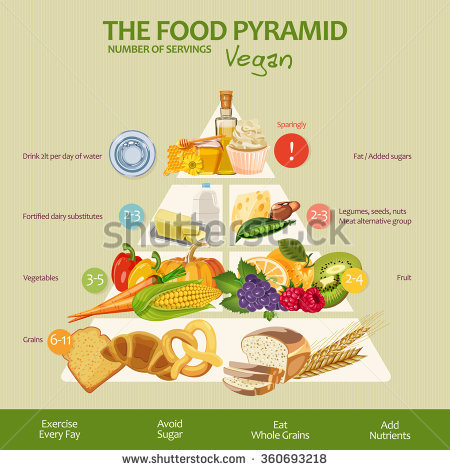 THE FOOD PYRAMID
NUMBER OF SERVINGS
Vegan
Sparingly
!
Drink 2lt per day of water
Fat / Added sugars
Fortified dairy substitutes
2-3
2-3
Legumes, seeds, nuts
Meat alternative group
Vegetables
3-5
2-4
Fruit
Grains
6-11
Exercise
Every Fay
Avoid
Sugar
Eat
Whole Grains
Add
Nutrients
shutterstock
www.shutterstock.com · 360693218